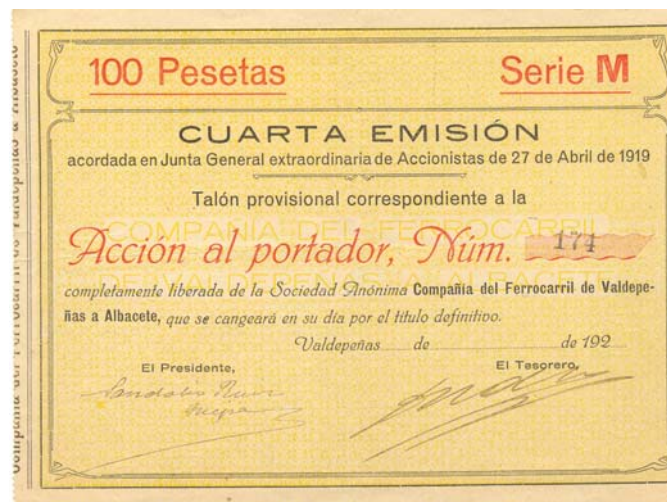 100 Pesetas Serie M
CUARTA EMISIÓN
acordada en Junta General extraordinaria de Accionistas de 27 de Abril de 1919
Talón provisional correspondiente a la
COMPAÑIA DEL FERROCARRIL
Acción al portador, Núm. 174
DE VALDEPEÑAS A ALBACETE
completamente liberada de la Sociedad Anónima Compañía del Ferrocarril de Valdepe-
ñas a Albacete, que se cangeará en su día por el título definitivo.
Valdepeñas de de 192
El Presidente, El Tesorero,
Compañía del Ferrocarril de Valdepeñas a Albacete